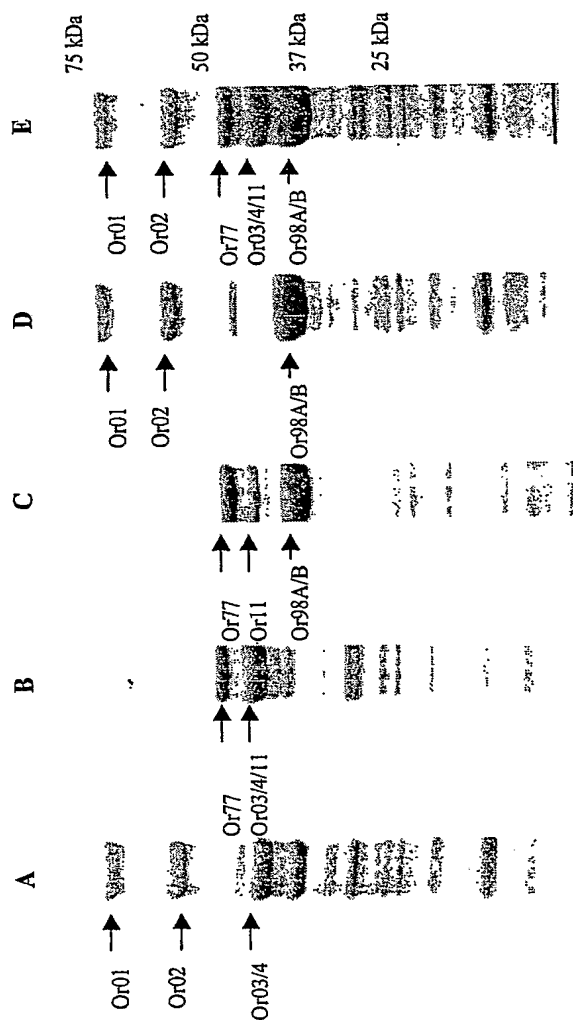 A
Or01
Or02
Or03/4
B
Or77
Or03/4/11
C
Or77
Or11
Or98A/B
D
Or01
Or02
Or98A/B
E
Or01
Or02
Or77
Or03/4/11
Or98A/B
75 kDa
50 kDa
37 kDa
25 kDa